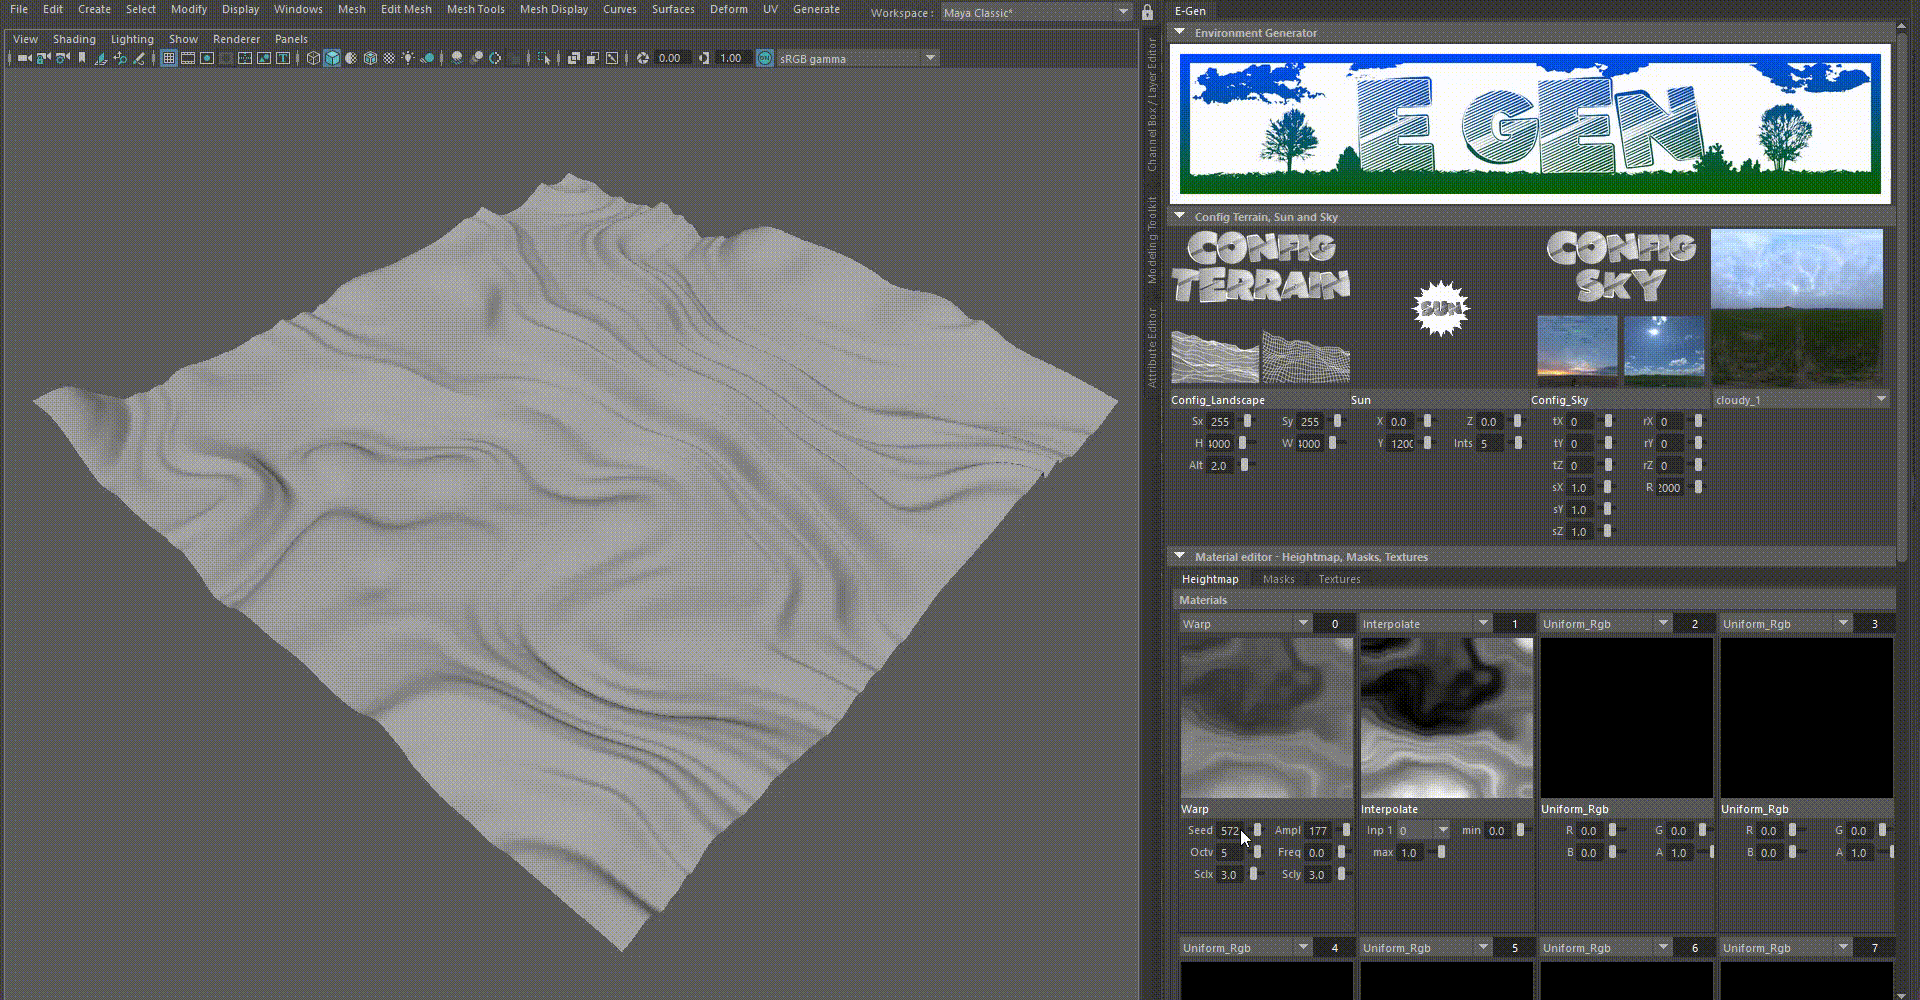 File Edit Create Select Modify Display Windows Mesh Edit Mesh Mesh Tools Mesh Display Curves Surfaces Deform UV Generate Workspace : Maya Classic*
View Shading Lighting Show Renderer Panels
0.00 1.00 sRGB gamma
Channel Box / Layer Editor
Modeling Toolkit
Attribute Editor
E-Gen
Environment Generator
E GEN
Config Terrain, Sun and Sky
CONFIG TERRAIN
SUN
CONFIG SKY
Config_Landscape Sun Config_Sky cloudy_1
Sx 255 Sy 255 X 0.0 Z 0.0 tX 0 rX 0
H 4000 W 4000 Y 1200 Ints 5 tY 0 rY 0
Alt 2.0 tZ 0 rZ 0
sX 1.0 R 2000
sY 1.0
sZ 1.0
Material editor - Heightmap, Masks, Textures
Heightmap Masks Textures
Materials
Warp 0 Interpolate 1 Uniform_Rgb 2 Uniform_Rgb 3
Warp Interpolate Uniform_Rgb Uniform_Rgb
Seed 572 Ampl 177 Inp 1 0 min 0.0 R 0.0 G 0.0 R 0.0 G 0.0
Octv 5 Freq 0.0 max 1.0 B 0.0 A 1.0 B 0.0 A 1.0
Sclx 3.0 Scly 3.0
Uniform_Rgb 4 Uniform_Rgb 5 Uniform_Rgb 6 Uniform_Rgb 7